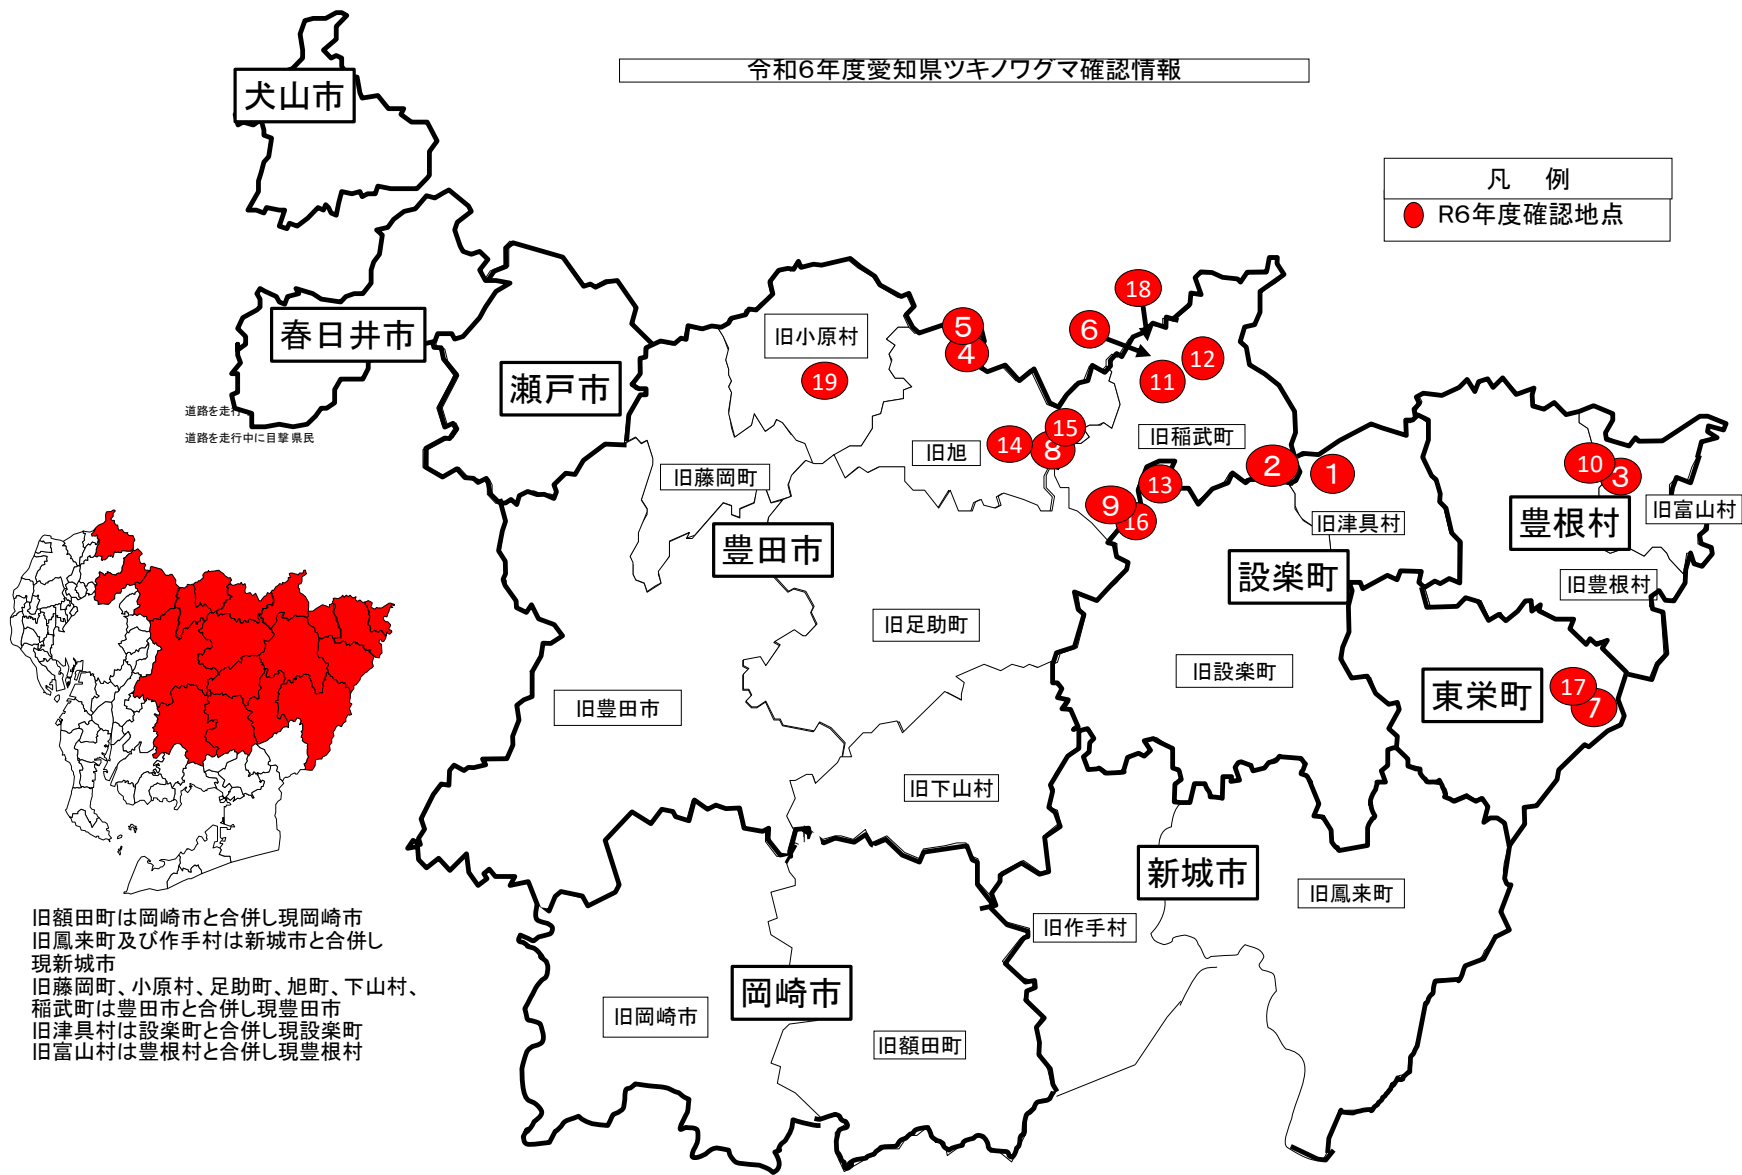 令和６年度愛知県ツキノワグマ確認情報
犬山市
凡　例
R６年度確認地点
春日井市
道路を走行
道路を走行中に目撃 県民
瀬戸市
旧小原村
19
5
4
18
6
12
11
15
14
8
旧旭
旧稲武町
2
1
13
9
16
旧藤岡町
豊田市
旧津具村
設楽町
10
3
豊根村
旧富山村
旧豊根村
旧足助町
旧設楽町
旧豊田市
東栄町
17
7
旧下山村
新城市
旧鳳来町
旧作手村
岡崎市
旧岡崎市
旧額田町
旧額田町は岡崎市と合併し現岡崎市
旧鳳来町及び作手村は新城市と合併し
現新城市
旧藤岡町、小原村、足助町、旭町、下山村、
稲武町は豊田市と合併し現豊田市
旧津具村は設楽町と合併し現設楽町
旧富山村は豊根村と合併し現豊根村